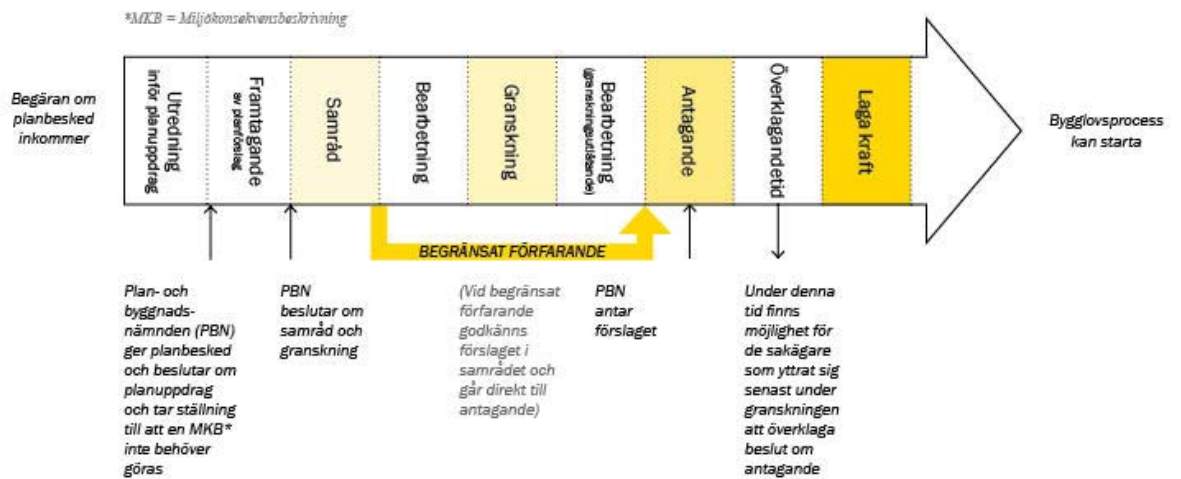 *MKB = Miljökonsekvensbeskrivning
Begäran om
planbesked
inkommer
Utredning
inför planuppdrag
Framtagande
av planförslag
Samråd
Bearbetning
Granskning
Bearbetning
(granskningsutlåtande)
Antagande
Överklagandetid
Laga kraft
Bygglovsprocess
kan starta
BEGRÄNSAT FÖRFARANDE
Plan- och
byggnads-
nämnden (PBN)
ger planbesked
och beslutar om
planuppdrag
och tar ställning
till att en MKB*
inte behöver
göras
PBN
beslutar om
samråd och
granskning
(Vid begränsat
förfarande
godkänns
förslaget i
samrådet och
går direkt till
antagande)
PBN
antar
förslaget
Under denna
tid finns
möjlighet för
de sakägare
som yttrat sig
senast under
granskningen
att överklaga
beslut om
antagande